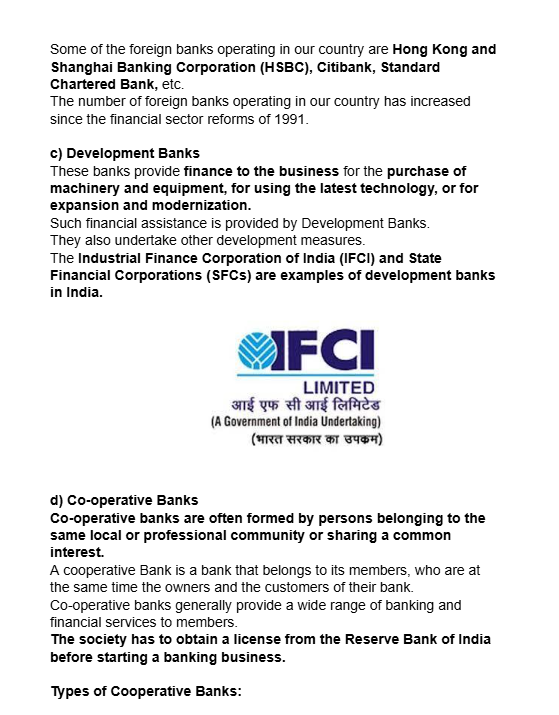 Some of the foreign banks operating in our country are Hong Kong and
Shanghai Banking Corporation (HSBC), Citibank, Standard
Chartered Bank, etc.
The number of foreign banks operating in our country has increased
since the financial sector reforms of 1991.
c) Development Banks
These banks provide finance to the business for the purchase of
machinery and equipment, for using the latest technology, or for
expansion and modernization.
Such financial assistance is provided by Development Banks.
They also undertake other development measures.
The Industrial Finance Corporation of India (IFCI) and State
Financial Corporations (SFCs) are examples of development banks
in India.
IFCI
LIMITED
आई एफ सी आई लिमिटेड
(A Government of India Undertaking)
(भारत सरकार का उपक्रम)
d) Co-operative Banks
Co-operative banks are often formed by persons belonging to the
same local or professional community or sharing a common
interest.
A cooperative Bank is a bank that belongs to its members, who are at
the same time the owners and the customers of their bank.
Co-operative banks generally provide a wide range of banking and
financial services to members.
The society has to obtain a license from the Reserve Bank of India
before starting a banking business.
Types of Cooperative Banks: